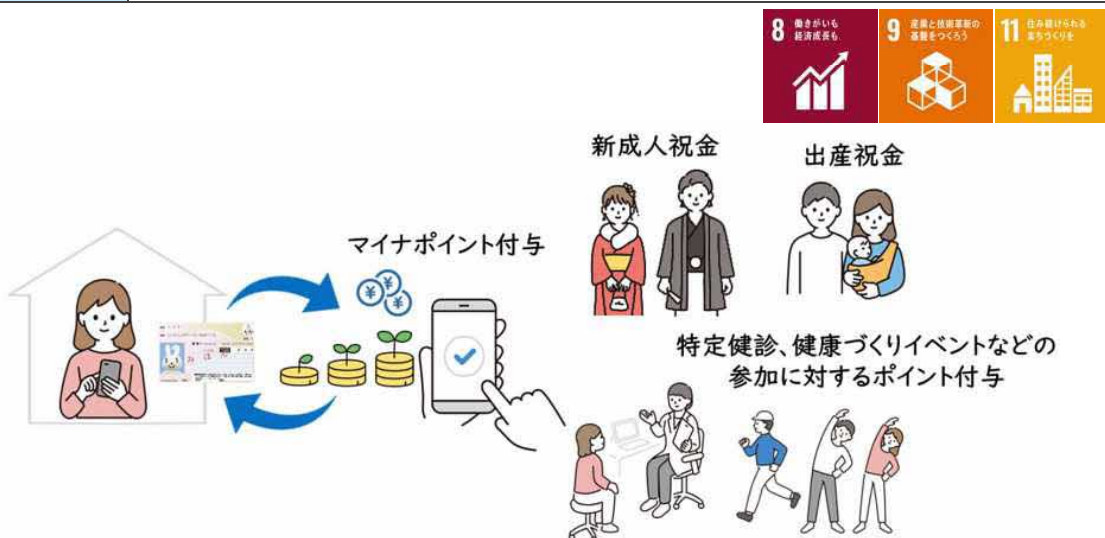 8 働きがいも
経済成長も
9 産業と技術革新の
基盤をつくろう
11 住み続けられる
まちづくりを
新成人祝金
出産祝金
マイナポイント付与
特定健診、健康づくりイベントなどの
参加に対するポイント付与